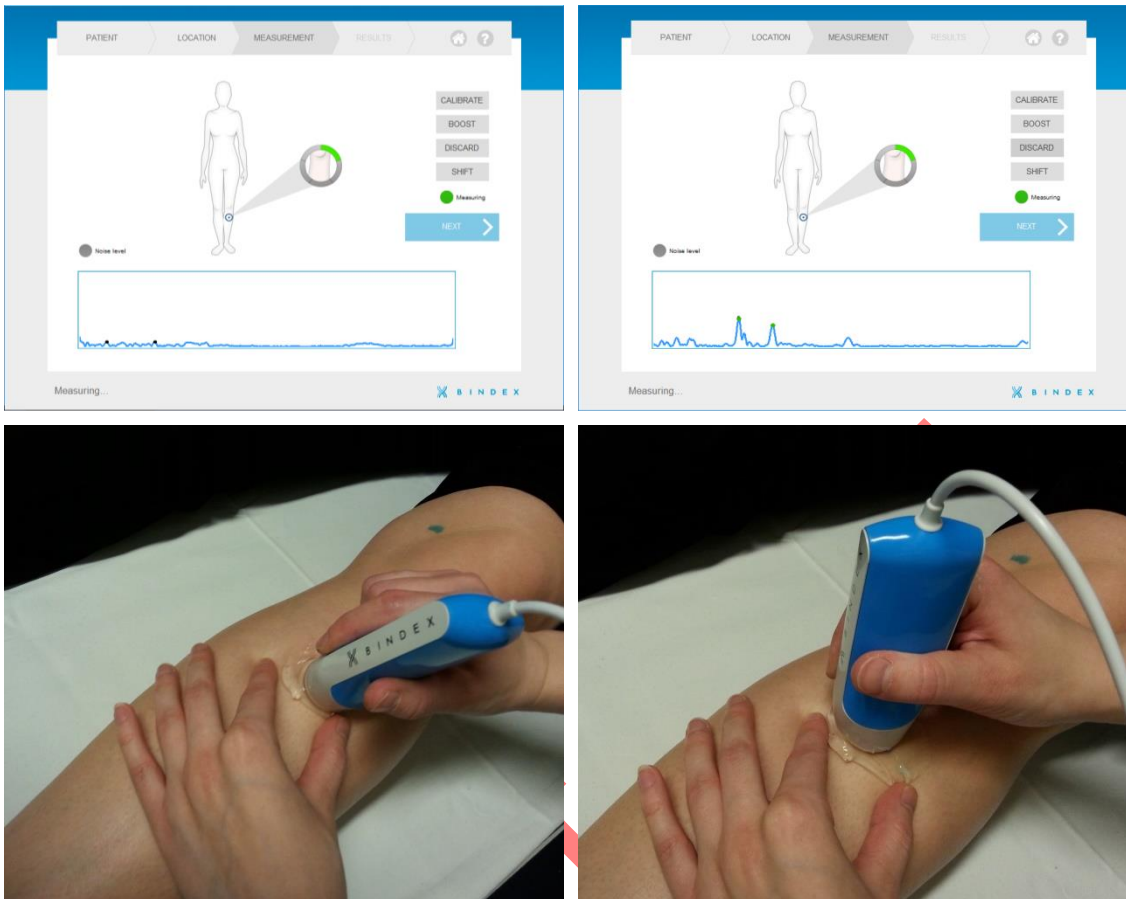 PATIENT LOCATION MEASUREMENT RESULTS ?
CALIBRATE
BOOST
DISCARD
SHIFT
Measuring
NEXT
Noise level
Measuring...
BINDEX
PATIENT LOCATION MEASUREMENT RESULTS ?
CALIBRATE
BOOST
DISCARD
SHIFT
Measuring
NEXT
Noise level
Measuring...
BINDEX
BINDEX